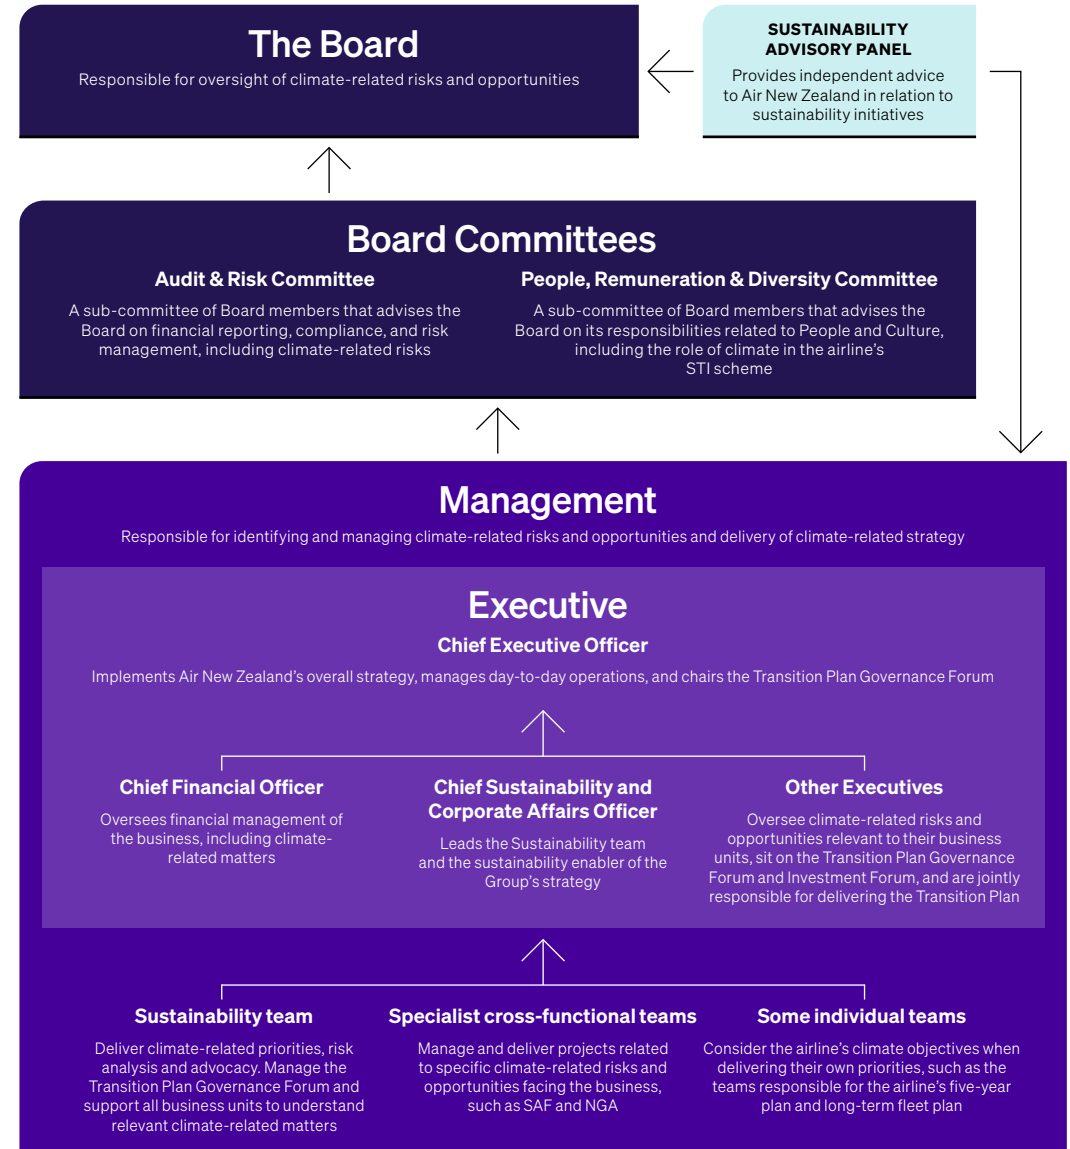 The Board
Responsible for oversight of climate-related risks and opportunities
SUSTAINABILITY
ADVISORY PANEL
Provides independent advice
to Air New Zealand in relation to
sustainability initiatives
Board Committees
Audit & Risk Committee
A sub-committee of Board members that advises the
Board on financial reporting, compliance, and risk
management, including climate-related risks
People, Remuneration & Diversity Committee
A sub-committee of Board members that advises the
Board on its responsibilities related to People and Culture,
including the role of climate in the airline’s
STI scheme
Management
Responsible for identifying and managing climate-related risks and opportunities and delivery of climate-related strategy
Executive
Chief Executive Officer
Implements Air New Zealand’s overall strategy, manages day-to-day operations, and chairs the Transition Plan Governance Forum
Chief Financial Officer
Oversees financial management of
the business, including climate-
related matters
Chief Sustainability and
Corporate Affairs Officer
Leads the Sustainability team
and the sustainability enabler of the
Group’s strategy
Other Executives
Oversee climate-related risks and
opportunities relevant to their business
units, sit on the Transition Plan Governance
Forum and Investment Forum, and are jointly
responsible for delivering the Transition Plan
Sustainability team
Deliver climate-related priorities, risk
analysis and advocacy. Manage the
Transition Plan Governance Forum and
support all business units to understand
relevant climate-related matters
Specialist cross-functional teams
Manage and deliver projects related
to specific climate-related risks and
opportunities facing the business,
such as SAF and NGA
Some individual teams
Consider the airline’s climate objectives when
delivering their own priorities, such as the
teams responsible for the airline’s five-year
plan and long-term fleet plan